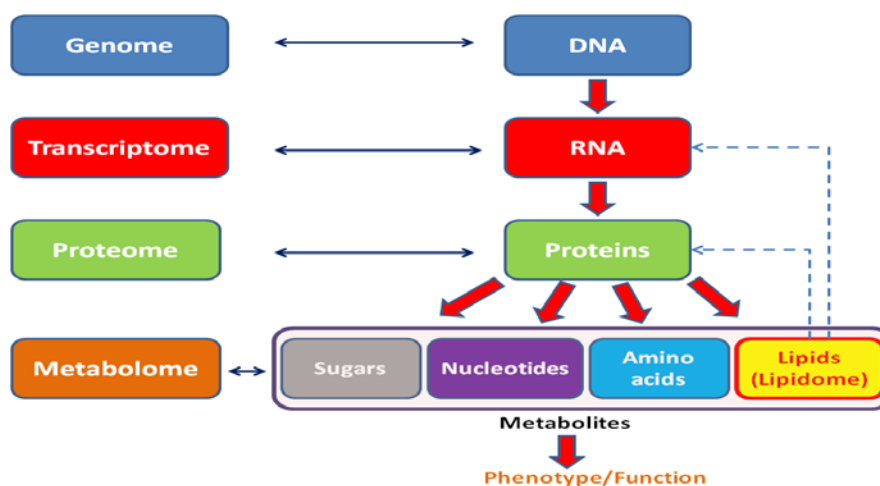 Genome
DNA
Transcriptome
RNA
Proteome
Proteins
Metabolome
Sugars
Nucleotides
Amino
acids
Lipids
(Lipidome)
Metabolites
Phenotype/Function